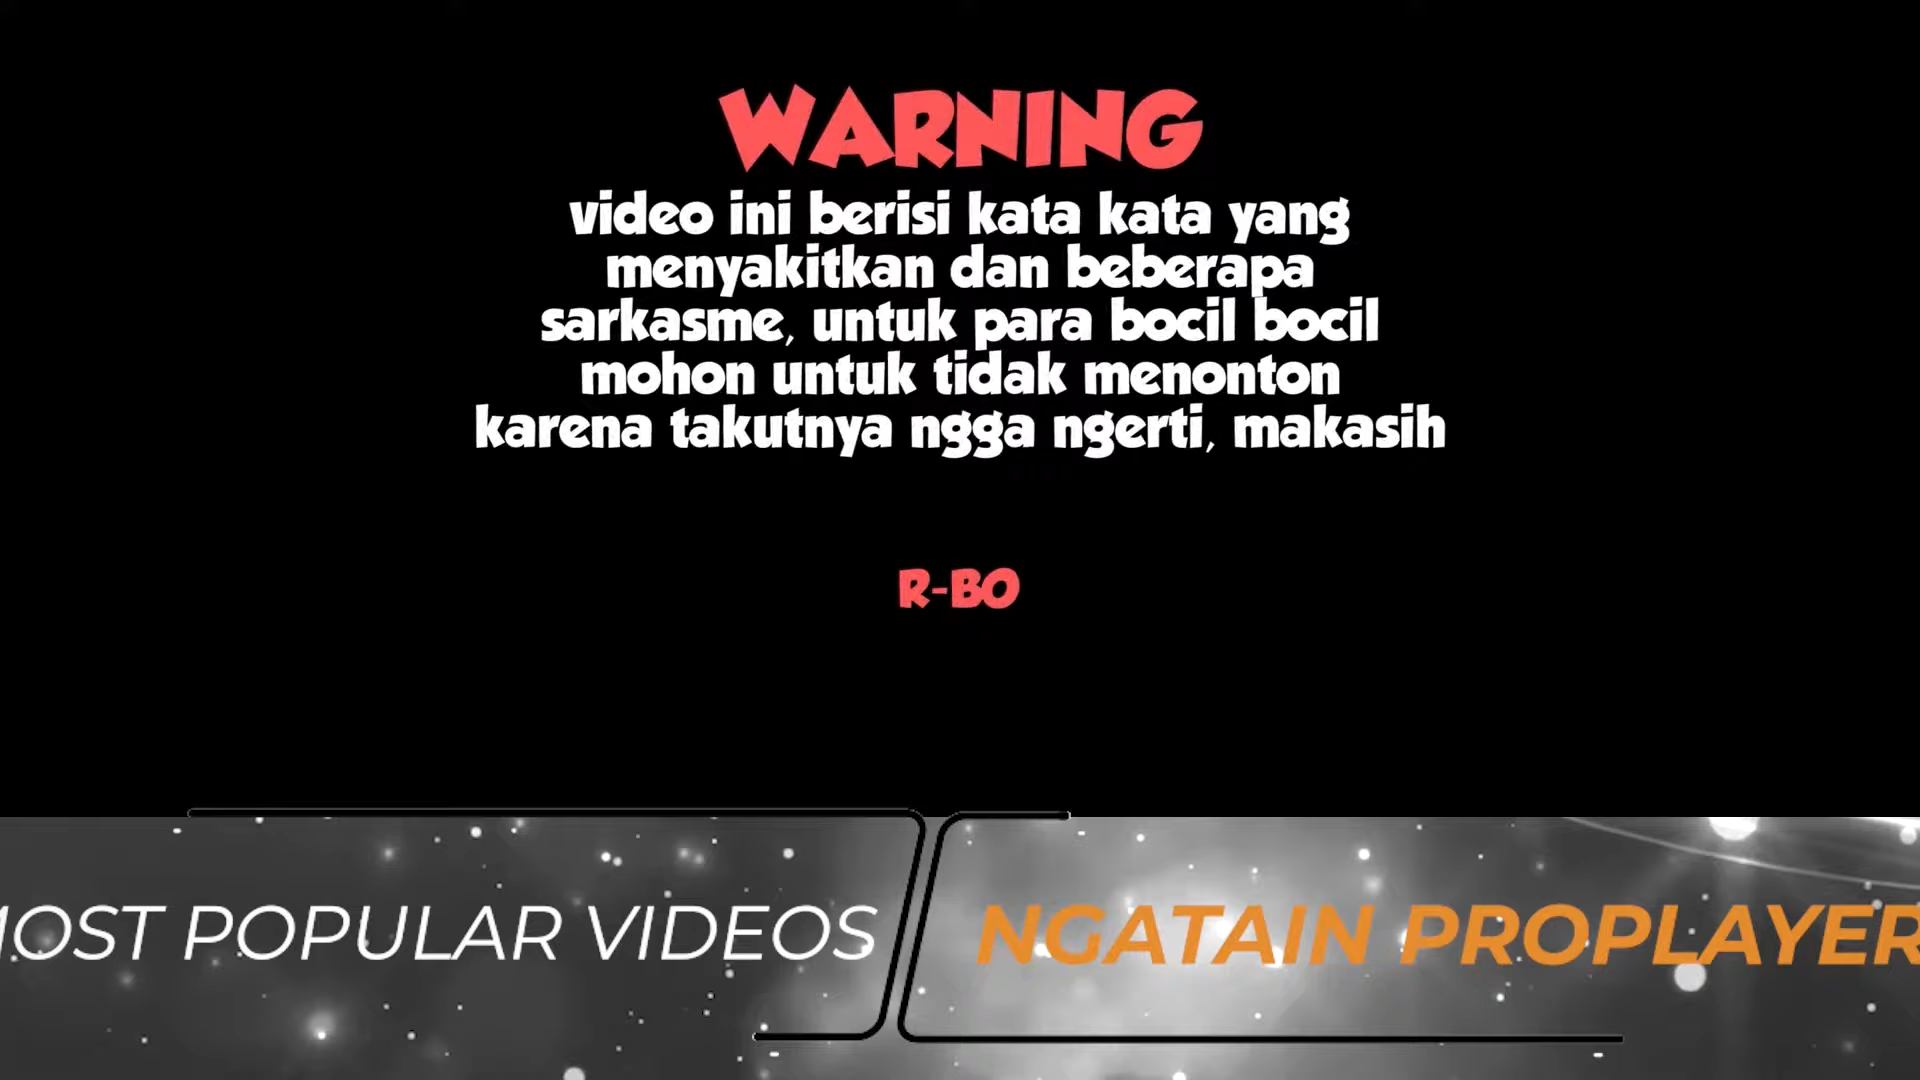 WARNING
video ini berisi kata kata yang
menyakitkan dan beberapa
sarkasme, untuk para bocil bocil
mohon untuk tidak menonton
karena takutnya ngga ngerti, makasih
R-BO
MOST POPULAR VIDEOS
NGATAIN PROPLAYER